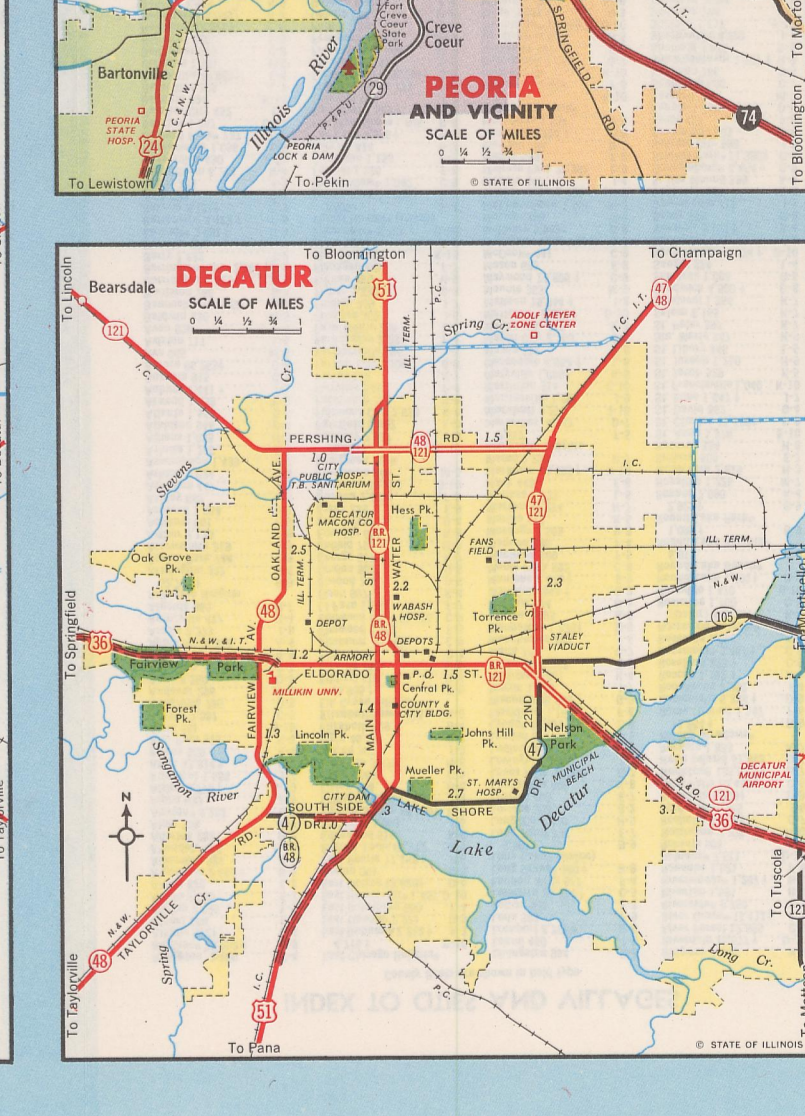 Fort
Creve
Coeur
State
Park
Creve
Coeur
River
Illinois
Bartonville
P. & P. U.
C. & N.W.
PEORIA
STATE
HOSP.
24
29
P. & P. U.
PEORIA
LOCK & DAM
To Lewistown
To Pekin
PEORIA
AND VICINITY
SCALE OF MILES
0 ¼ ½ ¾
© STATE OF ILLINOIS
SPRINGFIELD
RD.
I.T.
74
To Bloomington
To Lincoln
Bearsdale
DECATUR
SCALE OF MILES
0 ¼ ½ ¾ 1
To Bloomington
51
To Champaign
47
48
121
I.C.
ILL. TERM.
P.C.
Spring Cr.
ADOLF MEYER
ZONE CENTER
I.C.
I.T.
Cr.
Stevens
PERSHING
RD.
48
121
1.5
1.0
CITY
PUBLIC HOSP.
T.B. SANITARIUM
DECATUR
MACON CO.
HOSP.
OAKLAND
AVE.
2.5
ILL. TERM.
B.R.
121
ST.
WATER
ST.
Hess Pk.
FANS
FIELD
47
121
I.C.
ILL. TERM.
N.& W.
Oak Grove
Pk.
48
DEPOT
2.2
WABASH
HOSP.
B.R.
48
DEPOTS
Torrence
Pk.
ST.
2.3
STALEY
VIADUCT
105
To Springfield
36
N.& W. & I.T.
AV.
1.2
ARMORY
ELDORADO
P.O.
1.5 ST.
B.R.
121
Fairview
Park
MILLIKIN UNIV.
Central Pk.
COUNTY &
CITY BLDG.
Forest
Pk.
FAIRVIEW
1.3
Lincoln Pk.
1.4
MAIN
Johns Hill
Pk.
22ND
Nelson
Park
47
DR.
MUNICIPAL
BEACH
Mueller Pk.
ST. MARYS
HOSP.
2.7
LAKE
SHORE
Sangamon
River
CITY DAM
SOUTH SIDE
DR.
1.0
.3
47
B.R.
48
Lake
Decatur
B.& O.
3.1
121
36
DECATUR
MUNICIPAL
AIRPORT
N
RD.
TAYLORVILLE
N.& W.
48
Spring
Cr.
To Taylorville
I.C.
51
To Pana
P.C.
Long Cr.
To Tuscola
121
© STATE OF ILLINOIS